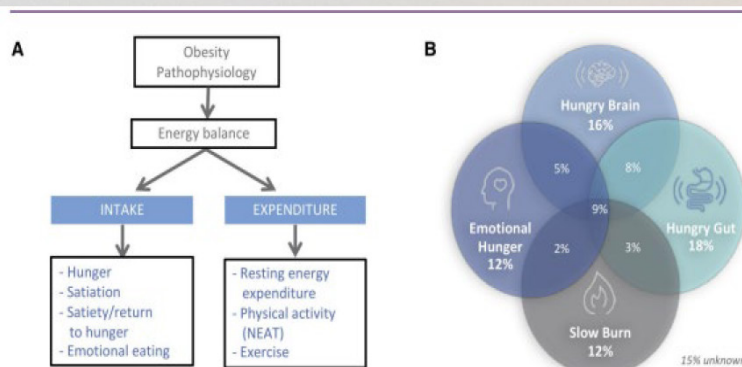 A
Obesity
Pathophysiology
Energy balance
INTAKE
EXPENDITURE
- Hunger
- Satiation
- Satiety/return
to hunger
- Emotional eating
- Resting energy
expenditure
- Physical activity
(NEAT)
- Exercise
B
Hungry Brain
16%
5%
8%
Emotional
Hunger
12%
9%
Hungry Gut
18%
2%
3%
Slow Burn
12%
15% unknown